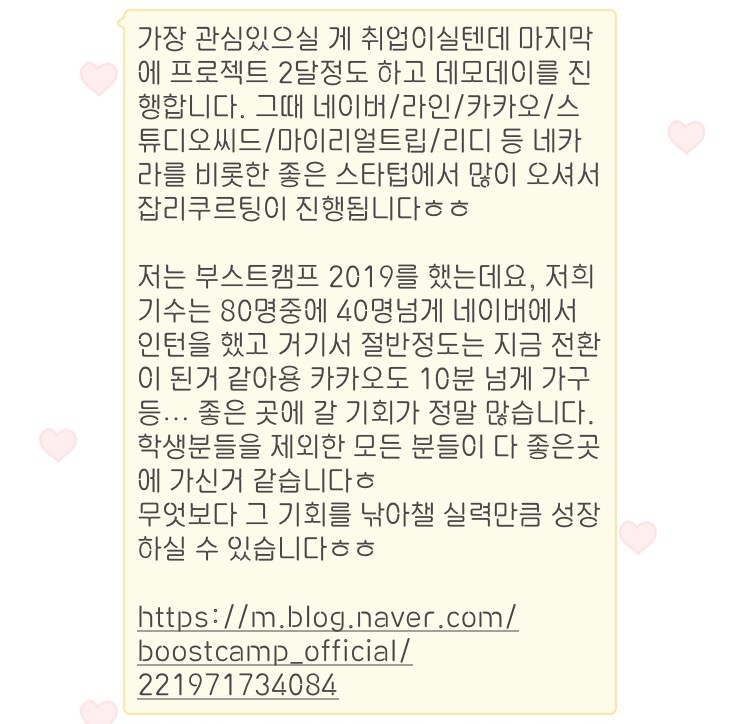 가장 관심있으실 게 취업이실텐데 마지막
에 프로젝트 2달정도 하고 데모데이를 진
행합니다. 그때 네이버/라인/카카오/스
튜디오씨드/마이리얼트립/리디 등 네카
라를 비롯한 좋은 스타텁에서 많이 오셔서
잡리쿠르팅이 진행됩니다ㅎㅎ
저는 부스트캠프 2019를 했는데요, 저희
기수는 80명중에 40명넘게 네이버에서
인턴을 했고 거기서 절반정도는 지금 전환
이 된거 같아용 카카오도 10분 넘게 가구
등... 좋은 곳에 갈 기회가 정말 많습니다.
학생분들을 제외한 모든 분들이 다 좋은곳
에 가신거 같습니다ㅎ
무엇보다 그 기회를 낚아챌 실력만큼 성장
하실 수 있습니다ㅎㅎ
https://m.blog.naver.com/
boostcamp_official/
221971734084